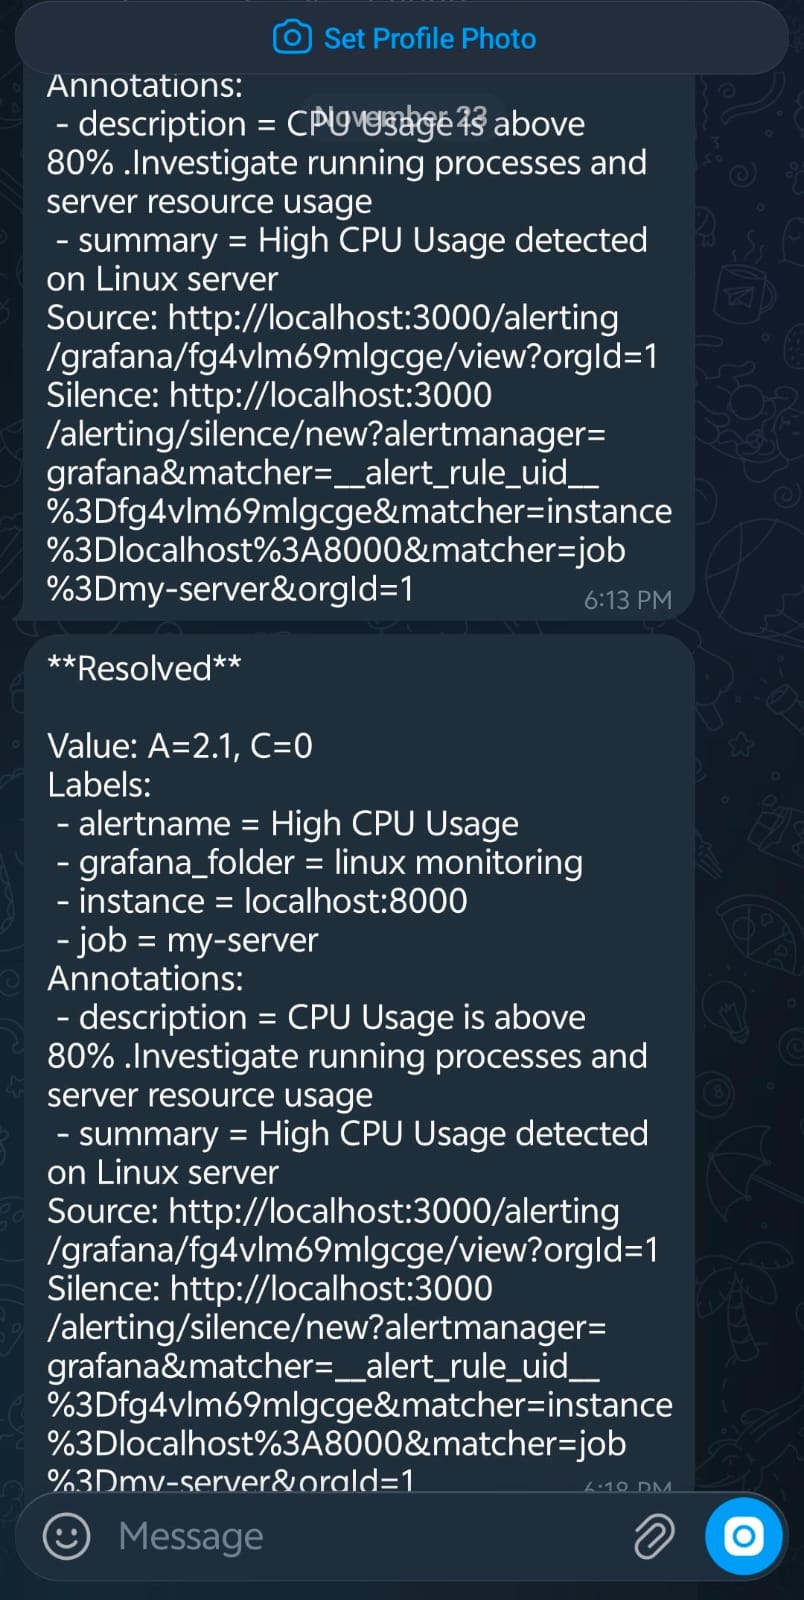 Set Profile Photo
Annotations:
November 23
- description = CPU Usage is above
80% .Investigate running processes and
server resource usage
- summary = High CPU Usage detected
on Linux server
Source: http://localhost:3000/alerting
/grafana/fg4vlm69mlgcge/view?orgId=1
Silence: http://localhost:3000
/alerting/silence/new?alertmanager=
grafana&matcher=__alert_rule_uid__
%3Dfg4vlm69mlgcge&matcher=instance
%3Dlocalhost%3A8000&matcher=job
%3Dmy-server&orgId=1
6:13 PM
**Resolved**
Value: A=2.1, C=0
Labels:
- alertname = High CPU Usage
- grafana_folder = linux monitoring
- instance = localhost:8000
- job = my-server
Annotations:
- description = CPU Usage is above
80% .Investigate running processes and
server resource usage
- summary = High CPU Usage detected
on Linux server
Source: http://localhost:3000/alerting
/grafana/fg4vlm69mlgcge/view?orgId=1
Silence: http://localhost:3000
/alerting/silence/new?alertmanager=
grafana&matcher=__alert_rule_uid__
%3Dfg4vlm69mlgcge&matcher=instance
%3Dlocalhost%3A8000&matcher=job
%3Dmy-server&orgId=1
Message